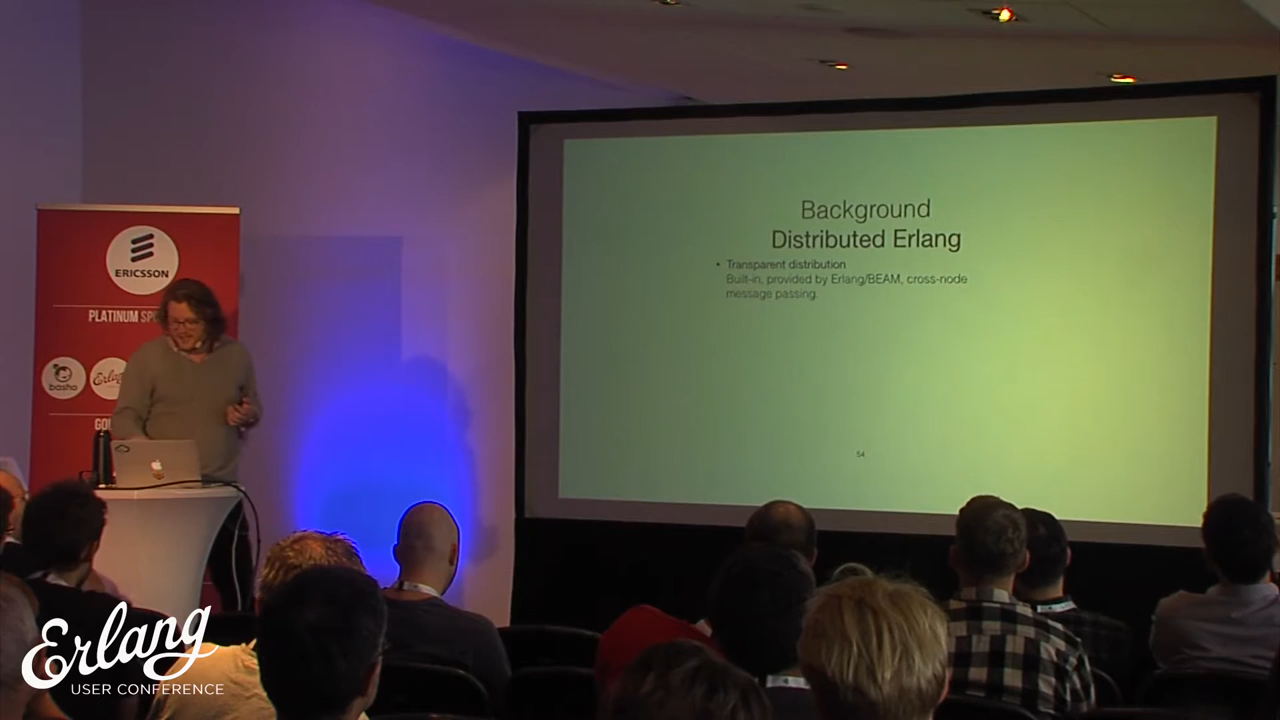 Background
Distributed Erlang
• Transparent distribution
Built-in, provided by Erlang/BEAM, cross-node
message passing.
54
ERICSSON
PLATINUM
basho
Erlang
USER CONFERENCE